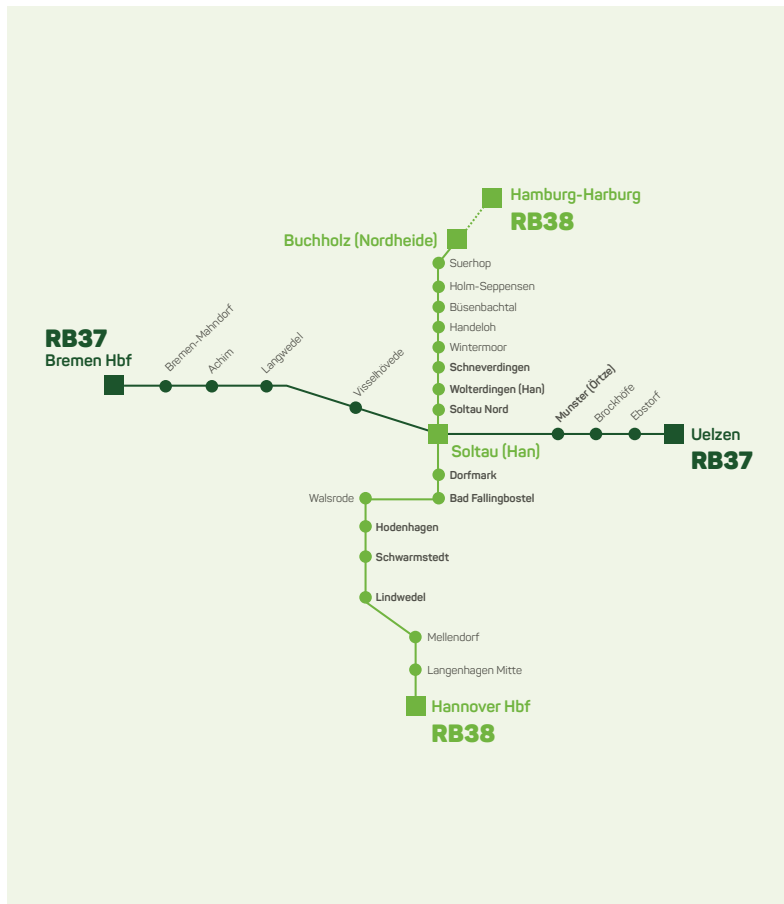 Hamburg-Harburg
RB38
Buchholz (Nordheide)
Suerhop
Holm-Seppensen
Büsenbachtal
Handeloh
Wintermoor
Schneverdingen
Wolterdingen (Han)
Soltau Nord
RB37
Bremen Hbf
Bremen-Mahndorf
Achim
Langwedel
Visselhövede
Soltau (Han)
Munster (Örtze)
Brockhöfe
Ebstorf
Uelzen
RB37
Dorfmark
Bad Fallingbostel
Walsrode
Hodenhagen
Schwarmstedt
Lindwedel
Mellendorf
Langenhagen Mitte
Hannover Hbf
RB38